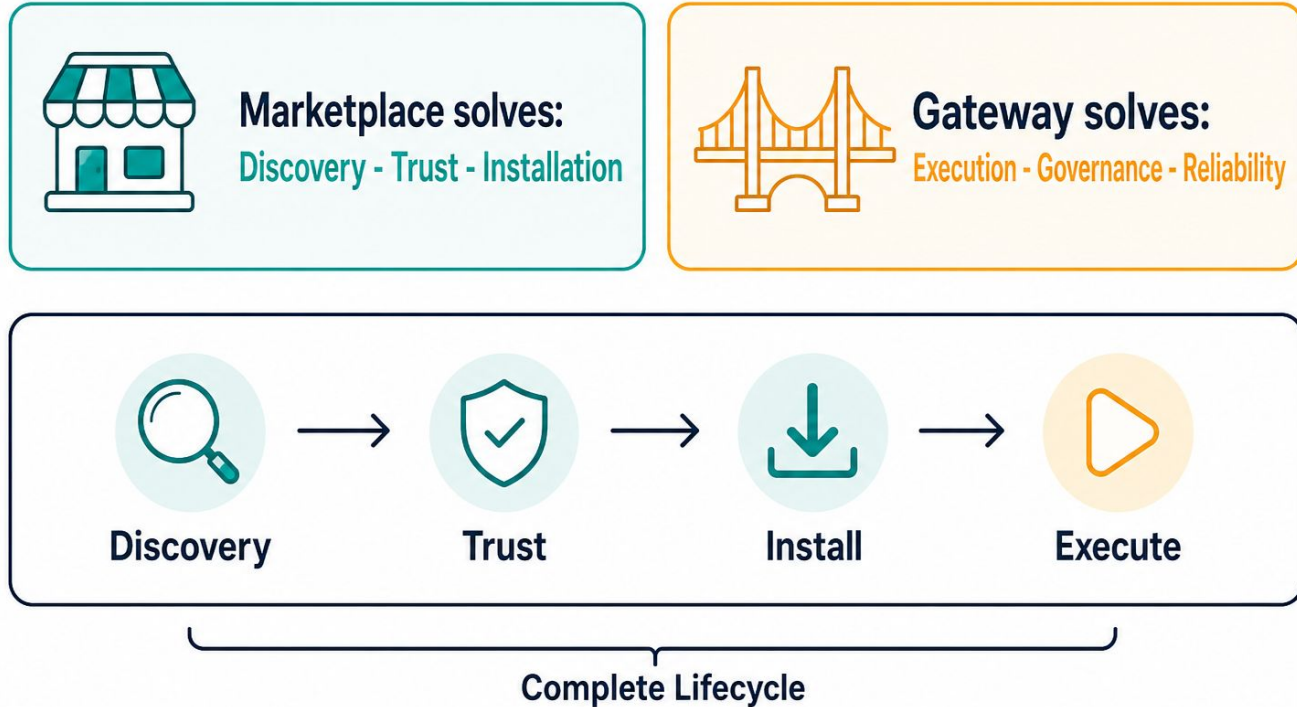 Marketplace solves:
Discovery - Trust - Installation
Gateway solves:
Execution - Governance - Reliability
Discovery
Trust
Install
Execute
Complete Lifecycle